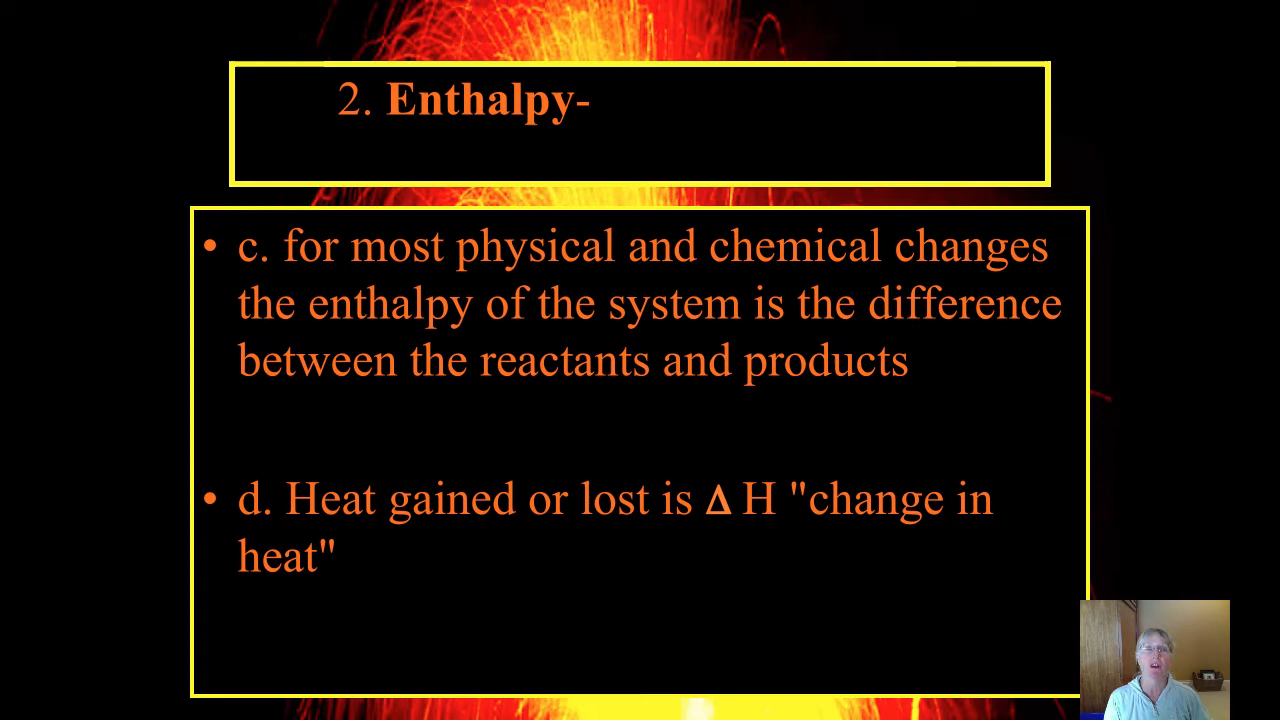 2. Enthalpy-
• c. for most physical and chemical changes
the enthalpy of the system is the difference
between the reactants and products
• d. Heat gained or lost is Δ H "change in
heat"